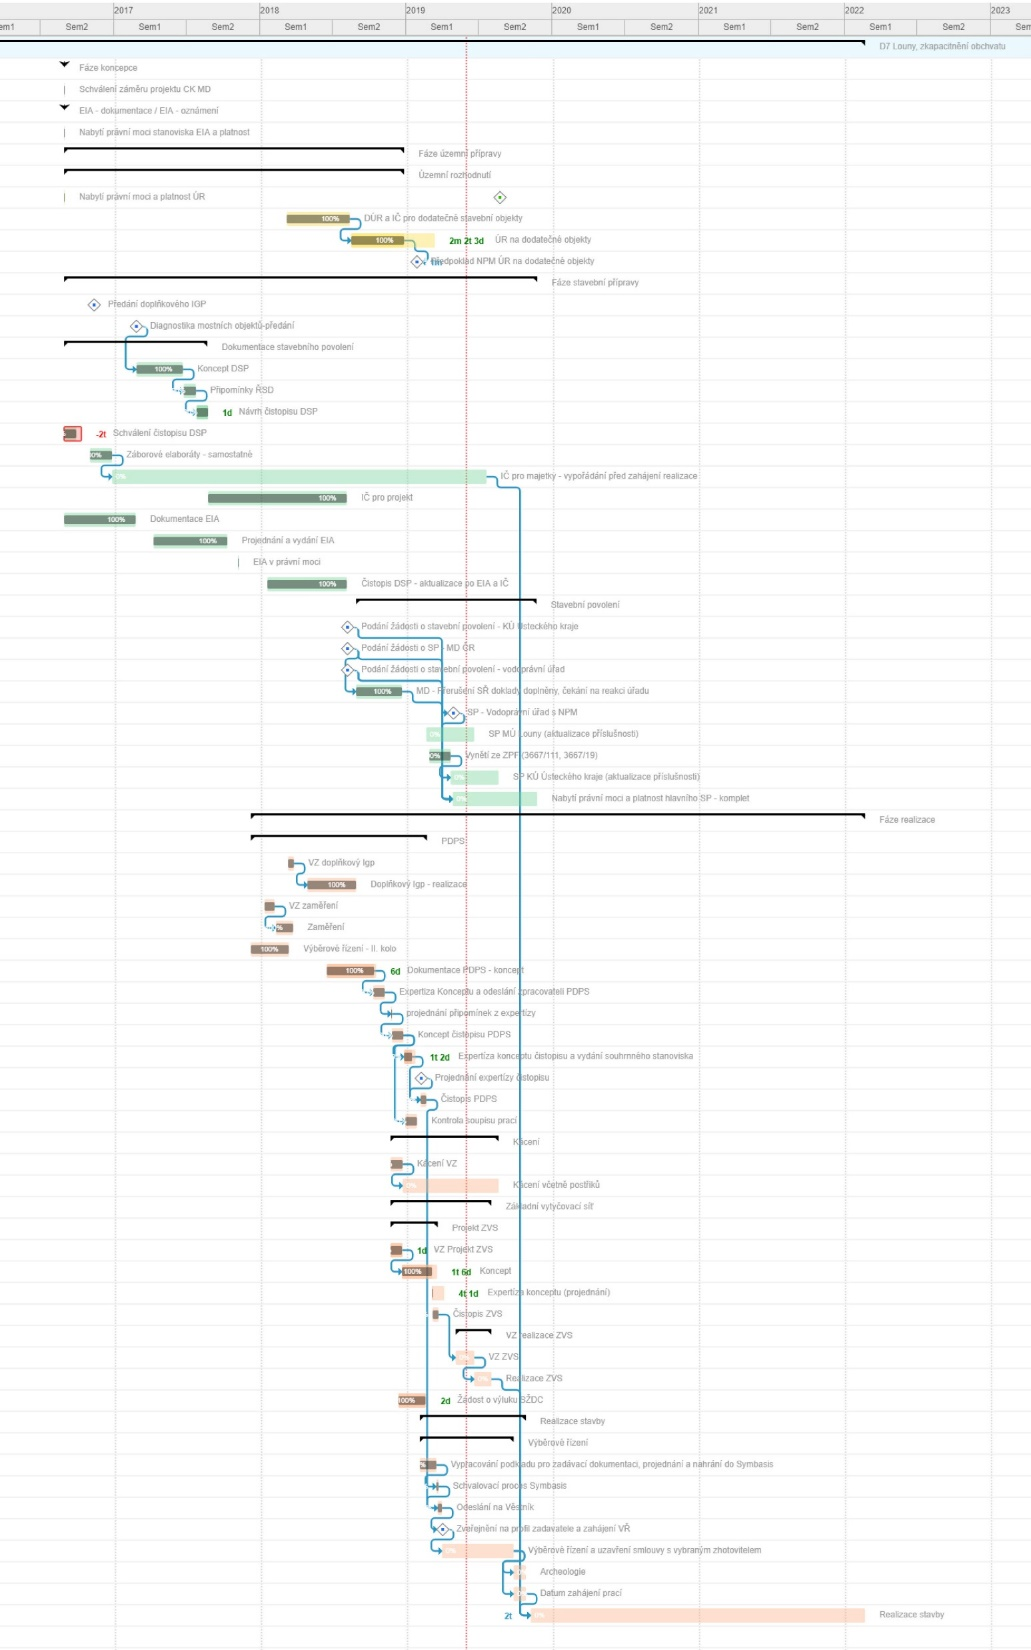 2017 2018 2019 2020 2021 2022 2023
Sem2 Sem1 Sem2 Sem1 Sem2 Sem1 Sem2 Sem1 Sem2 Sem1 Sem2 Sem1 Sem2
D7 Louny, zkapacitnění obchvatu
Fáze koncepce
Schválení záměru projektu CK MD
EIA - dokumentace / EIA - oznámení
Nabytí právní moci stanoviska EIA a platnost
Fáze územní přípravy
Územní rozhodnutí
Nabytí právní moci a platnost ÚR
100% DÚR a IČ pro dodatečné stavební objekty
100% 2m 2t 3d ÚR na dodatečné objekty
Předpoklad NPM ÚR na dodatečné objekty
Fáze stavební přípravy
Předání doplňkového IGP
Diagnostika mostních objektů-předání
Dokumentace stavebního povolení
100% Koncept DSP
Připomínky ŘSD
1d Návrh čistopisu DSP
-2t Schválení čistopisu DSP
Záborové elaboráty - samostatně
0% IČ pro majetky - vypořádání před zahájení realizace
100% IČ pro projekt
100% Dokumentace EIA
100% Projednání a vydání EIA
EIA v právní moci
100% Čistopis DSP - aktualizace po EIA a IČ
Stavební povolení
Podání žádosti o stavební povolení - KÚ Ústeckého kraje
Podání žádosti o SP - MD ČR
Podání žádosti o stavební povolení - vodoprávní úřad
100% MD - Přerušení SŘ doklady doplněny, čekání na reakci úřadu
SP - Vodoprávní úřad s NPM
0% SP MÚ Louny (aktualizace příslušnosti)
Vynětí ze ZPF (3667/111, 3667/19)
0% SP KÚ Ústeckého kraje (aktualizace příslušnosti)
0% Nabytí právní moci a platnost hlavního SP - komplet
Fáze realizace
PDPS
VZ doplňkový Igp
100% Doplňkový Igp - realizace
VZ zaměření
Zaměření
100% Výběrové řízení - II. kolo
100% 6d Dokumentace PDPS - koncept
Expertiza Konceptu a odeslání zpracovateli PDPS
projednání připomínek z expertízy
Koncept čistopisu PDPS
1t 2d Expertíza konceptu čistopisu a vydání souhrnného stanoviska
Projednání expertízy čistopisu
Čistopis PDPS
Kontrola soupisu prací
Kácení
Kácení VZ
0% Kácení včetně postřiků
Základní vytyčovací síť
Projekt ZVS
1d VZ Projekt ZVS
100% 1t 6d Koncept
4t 1d Expertíza konceptu (projednání)
Čistopis ZVS
VZ realizace ZVS
VZ ZVS
0% Realizace ZVS
100% 2d Žádost o výluku SŽDC
Realizace stavby
Výběrové řízení
Vypracování podkladu pro zadávací dokumentaci, projednání a nahrání do Symbasis
Schvalovací proces Symbasis
Odeslání na Věstník
Zveřejnění na profil zadavatele a zahájení VŘ
0% Výběrové řízení a uzavření smlouvy s vybraným zhotovitelem
Archeologie
Datum zahájení prací
2t 0% Realizace stavby